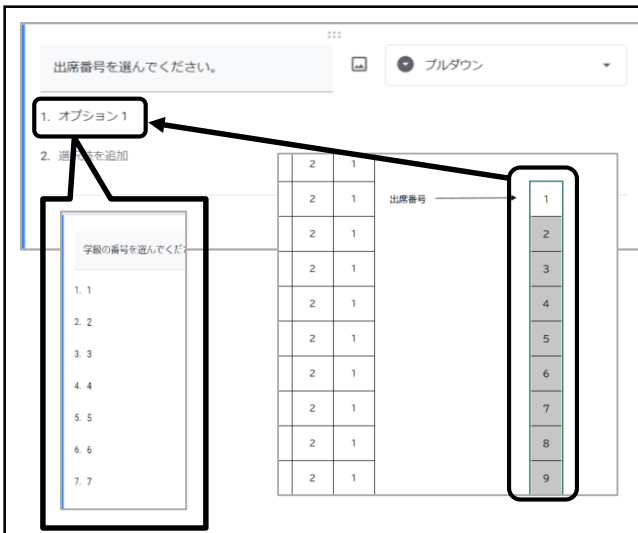 出席番号を選んでください。
プルダウン
1. オプション 1
2. 選択肢を追加
学級の番号を選んでくだ
1. 1
2. 2
3. 3
4. 4
5. 5
6. 6
7. 7
2 1
2 1 出席番号 1
2 1 2
2 1 3
2 1 4
2 1 5
2 1 6
2 1 7
2 1 8
2 1 9